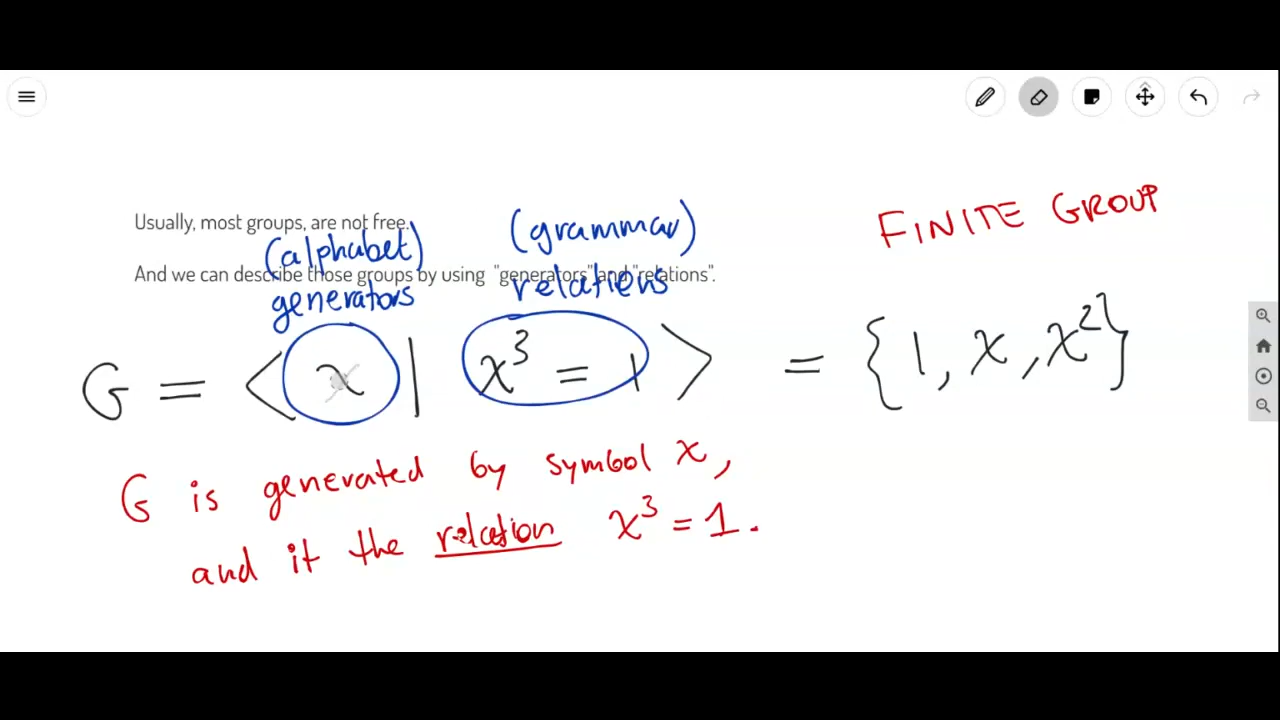 Usually, most groups, are not free.
FINITE GROUP
(alphabet) (grammar)
And we can describe those groups by using "generators" and "relations".
generators relations
G = < x | x³ = 1 > = {1, x, x²}
G is generated by symbol x,
and it the relation x³ = 1.